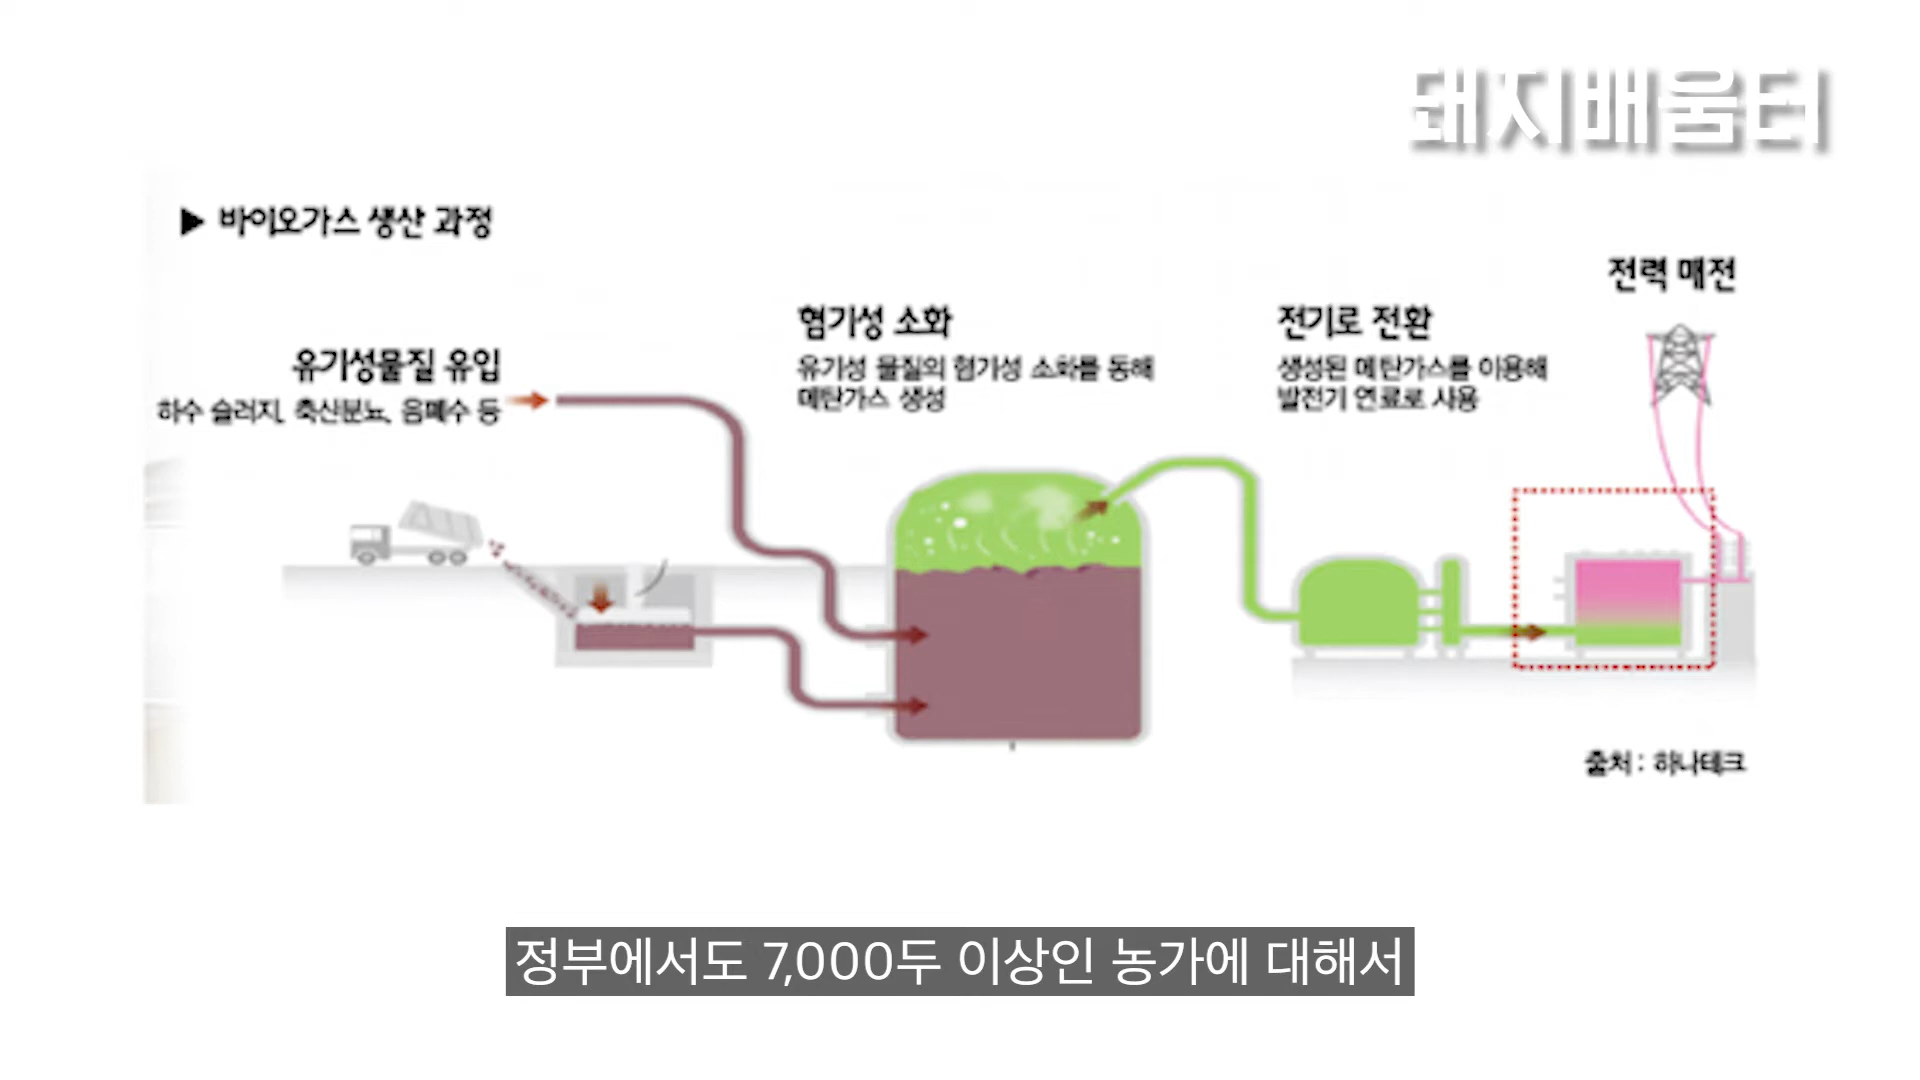 돼지배움터
▶ 바이오가스 생산 과정
전력 매전
혐기성 소화
유기성 물질의 혐기성 소화를 통해
메탄가스 생성
전기로 전환
생성된 메탄가스를 이용해
발전기 연료로 사용
유기성물질 유입
하수 슬러지, 축산분뇨, 음폐수 등
출처 : 하나테크
정부에서도 7,000두 이상인 농가에 대해서